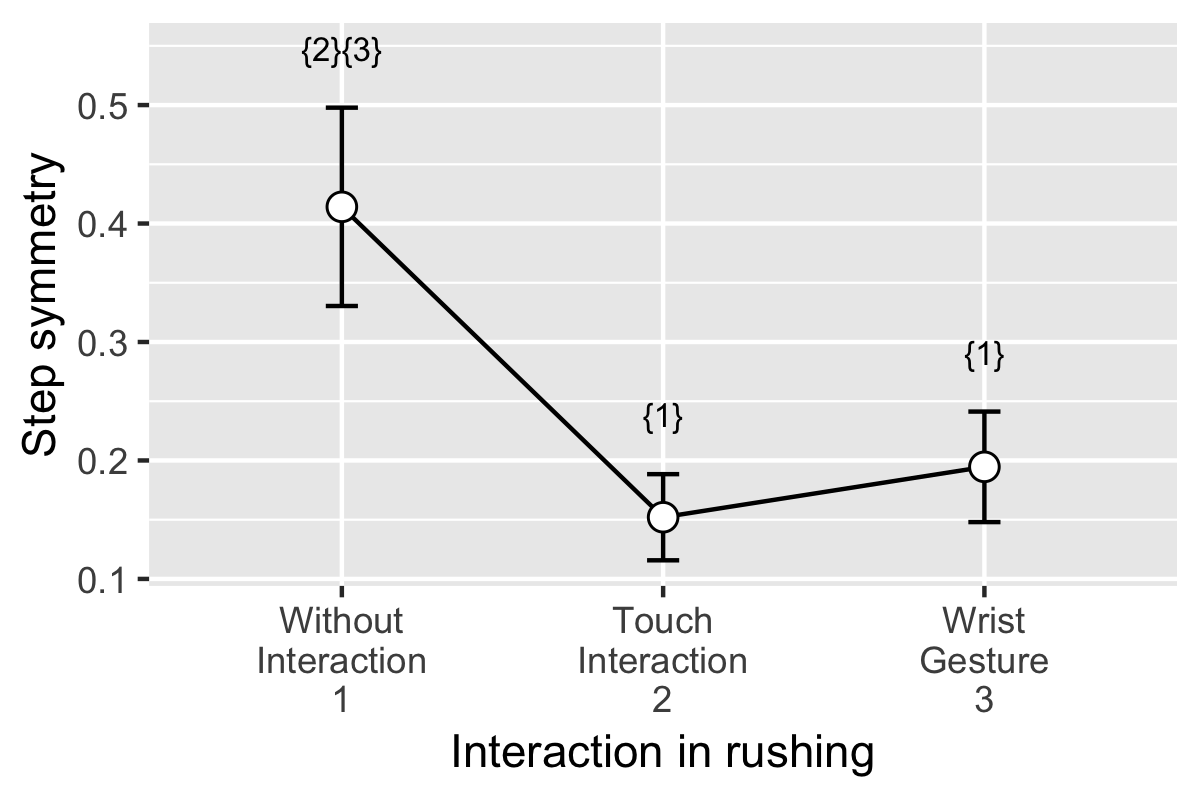 {2}{3}
0.5
0.4
0.3
0.2
0.1
{1}
{1}
Step symmetry
Without
Interaction
1
Touch
Interaction
2
Wrist
Gesture
3
Interaction in rushing